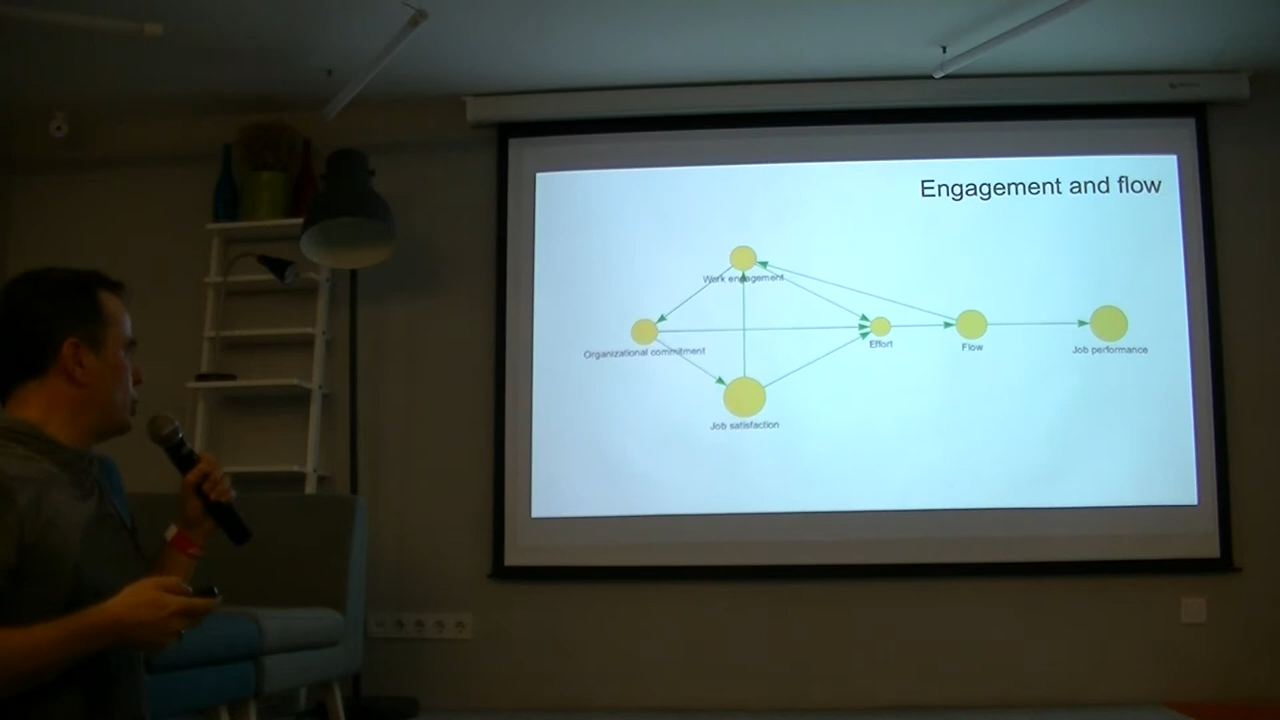 Engagement and flow
Work engagement
Organizational commitment
Effort
Flow
Job performance
Job satisfaction